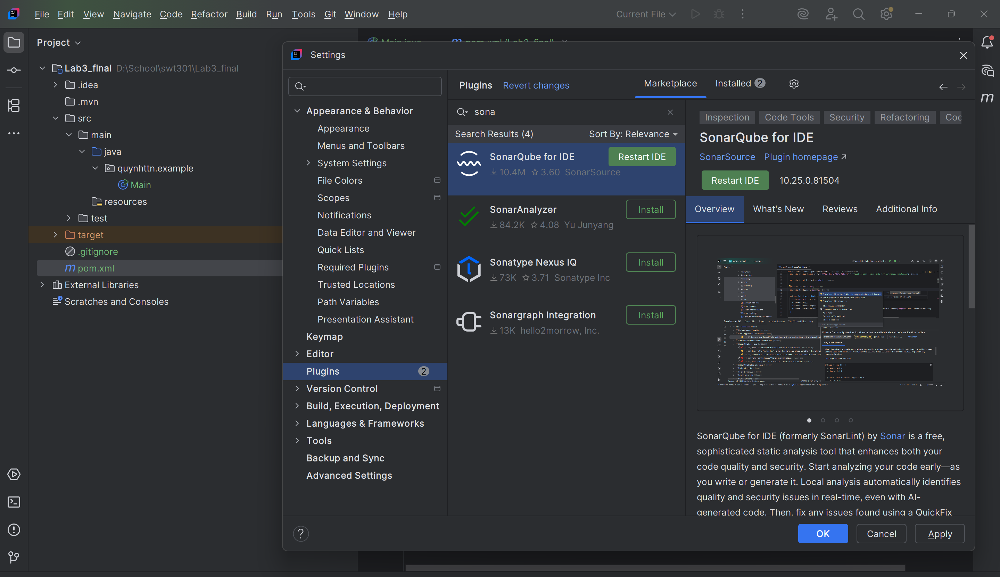 File Edit View Navigate Code Refactor Build Run Tools Git Window Help
Current File
Project
Lab3_final D:\School\swt301\Lab3_final
.idea
.mvn
src
main
java
quynhttn.example
Main
resources
test
target
.gitignore
pom.xml
External Libraries
Scratches and Consoles
Main.java
pom.xml (Lab3_final)
Settings
Appearance & Behavior
Appearance
Menus and Toolbars
System Settings
File Colors
Scopes
Notifications
Data Editor and Viewer
Quick Lists
Required Plugins
Trusted Locations
Path Variables
Presentation Assistant
Keymap
Editor
Plugins 2
Version Control
Build, Execution, Deployment
Languages & Frameworks
Tools
Backup and Sync
Advanced Settings
Plugins Revert changes Marketplace Installed 2
sona
Search Results (4) Sort By: Relevance
SonarQube for IDE Restart IDE
10.4M 3.60 SonarSource
SonarAnalyzer Install
84.2K 4.08 Yu Junyang
Sonatype Nexus IQ Install
73K 3.71 Sonatype Inc
Sonargraph Integration Install
13K hello2morrow, Inc.
Inspection Code Tools Security Refactoring
SonarQube for IDE
SonarSource Plugin homepage
Restart IDE 10.25.0.81504
Overview What's New Reviews Additional Info
SonarQube for IDE (formerly SonarLint) by Sonar is a free,
sophisticated static analysis tool that enhances both your
code quality and security. Start analyzing your code early—as
you write or generate it. Local analysis automatically identifies
quality and security issues in real-time, even with AI-
generated code. Then, fix any issues found using a QuickFix
? OK Cancel Apply